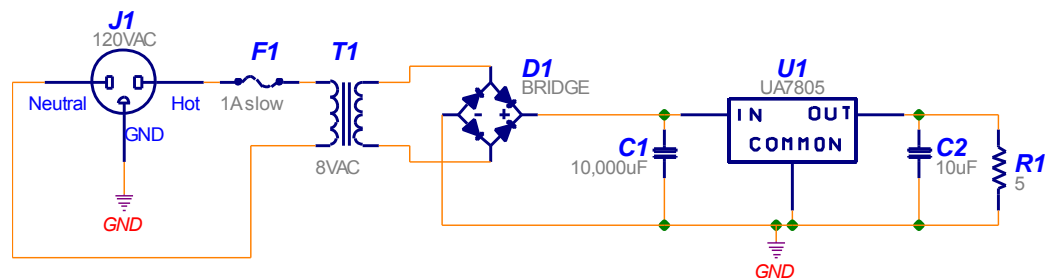 J1
120VAC
Neutral
Hot
GND
GND
F1
1A slow
T1
8VAC
D1
BRIDGE
-
+
C1
10,000uF
U1
UA7805
IN OUT
COMMON
GND
C2
10uF
R1
5